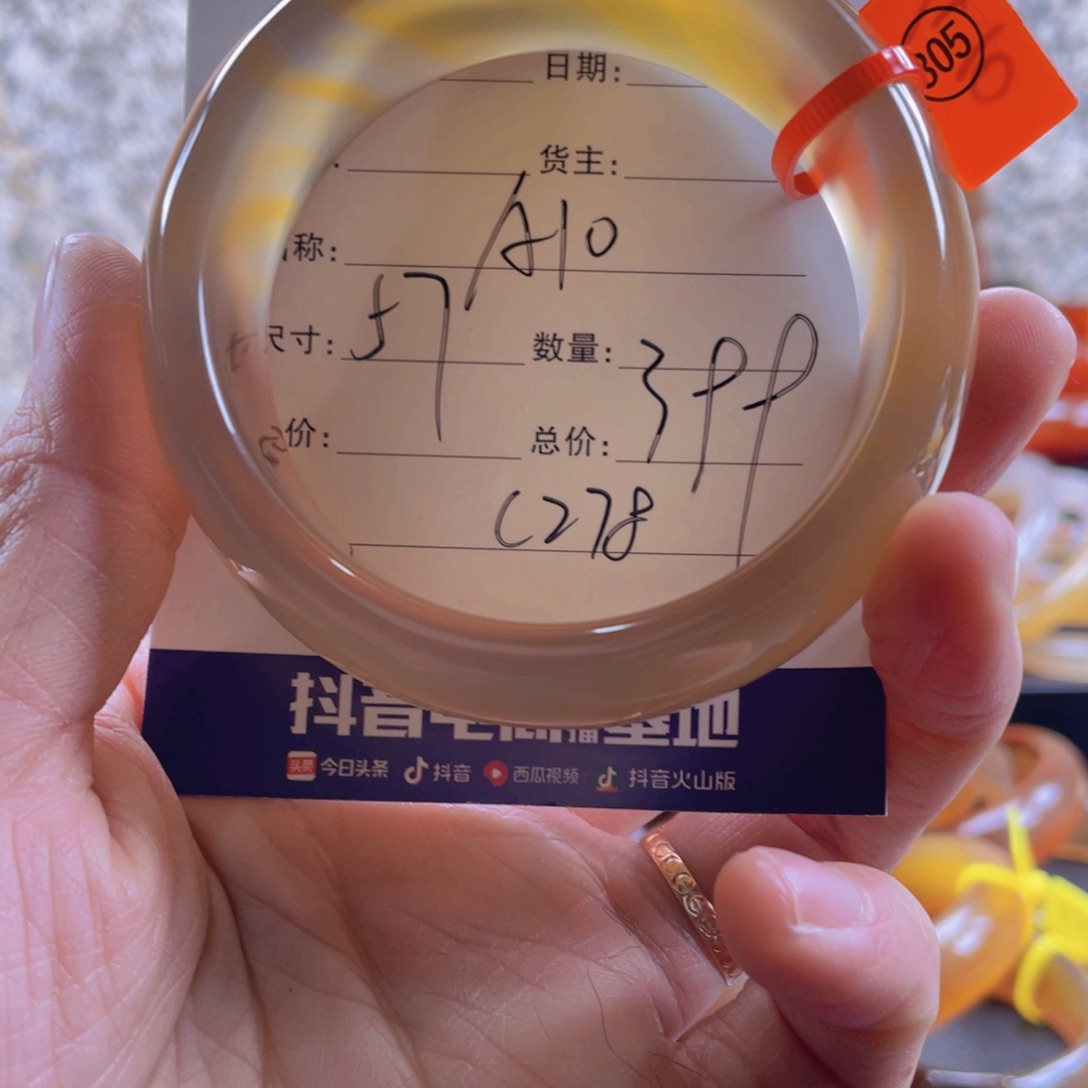 305
日期:
货主:
称: A10
尺寸: 57 数量: 399
价: 总价:
C278
抖音电商直播基地
头条 今日头条 抖音 西瓜视频 抖音火山版